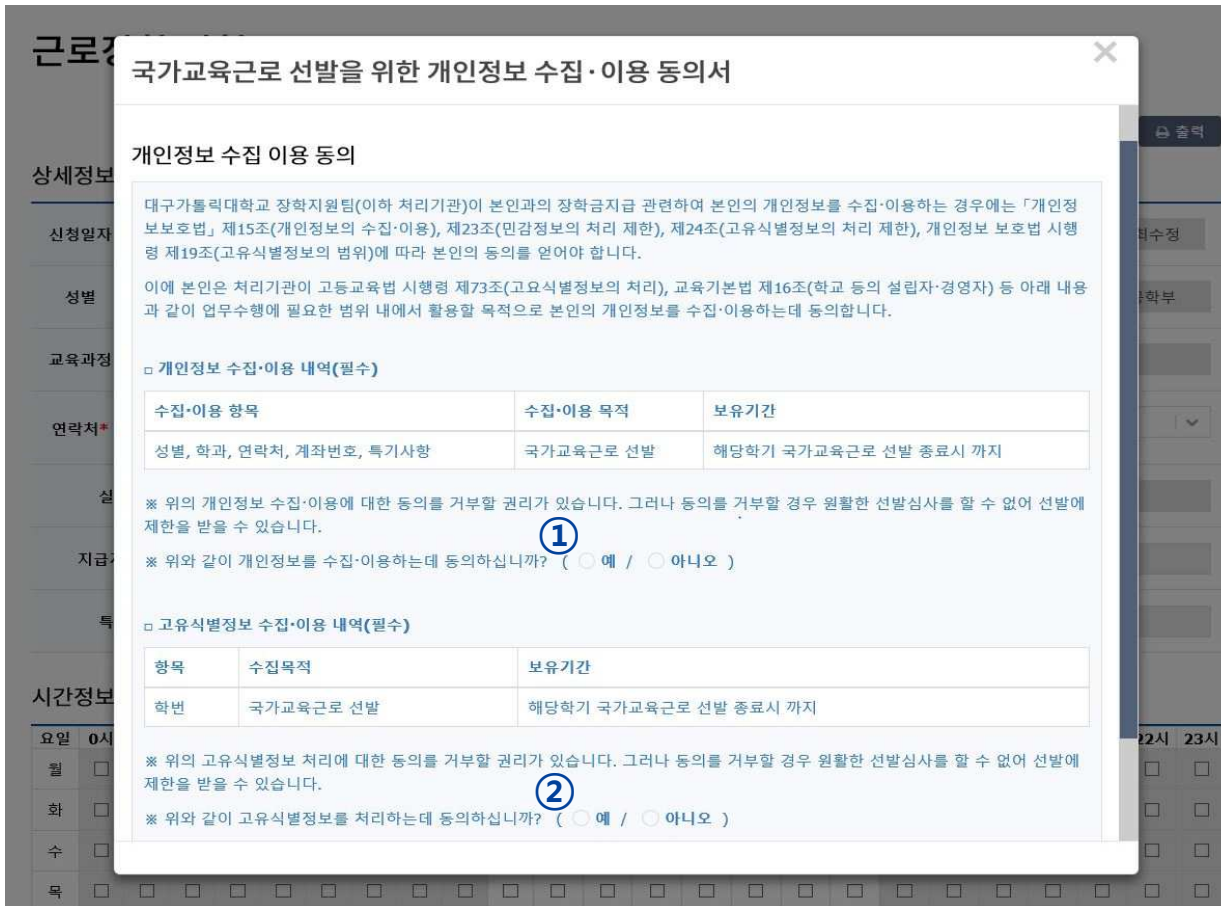 근로장
국가교육근로 선발을 위한 개인정보 수집·이용 동의서
×
출력
개인정보 수집 이용 동의
상세정보
대구가톨릭대학교 장학지원팀(이하 처리기관)이 본인과의 장학금지급 관련하여 본인의 개인정보를 수집·이용하는 경우에는 「개인정
보보호법」 제15조(개인정보의 수집·이용), 제23조(민감정보의 처리 제한), 제24조(고유식별정보의 처리 제한), 개인정보 보호법 시행
령 제19조(고유식별정보의 범위)에 따라 본인의 동의를 얻어야 합니다.
신청일자
최수정
이에 본인은 처리기관이 고등교육법 시행령 제73조(고요식별정보의 처리), 교육기본법 제16조(학교 등의 설립자·경영자) 등 아래 내용
과 같이 업무수행에 필요한 범위 내에서 활용할 목적으로 본인의 개인정보를 수집·이용하는데 동의합니다.
성별
학부
교육과정
□ 개인정보 수집·이용 내역(필수)
수집·이용 항목 수집·이용 목적 보유기간
연락처*
성별, 학과, 연락처, 계좌번호, 특기사항 국가교육근로 선발 해당학기 국가교육근로 선발 종료시 까지
실
※ 위의 개인정보 수집·이용에 대한 동의를 거부할 권리가 있습니다. 그러나 동의를 거부할 경우 원활한 선발심사를 할 수 없어 선발에
제한을 받을 수 있습니다.
①
지급
※ 위와 같이 개인정보를 수집·이용하는데 동의하십니까? ( ○ 예 / ○ 아니오 )
특
□ 고유식별정보 수집·이용 내역(필수)
항목 수집목적 보유기간
시간정보
학번 국가교육근로 선발 해당학기 국가교육근로 선발 종료시 까지
요일 0시 22시 23시
월
※ 위의 고유식별정보 처리에 대한 동의를 거부할 권리가 있습니다. 그러나 동의를 거부할 경우 원활한 선발심사를 할 수 없어 선발에
제한을 받을 수 있습니다.
②
화
※ 위와 같이 고유식별정보를 처리하는데 동의하십니까? ( ○ 예 / ○ 아니오 )
수
목